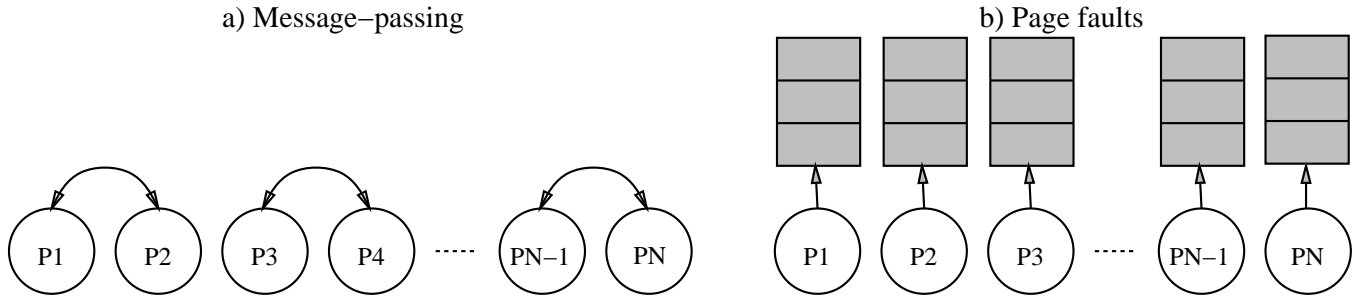 a) Message−passing
P1 P2 P3 P4 PN−1 PN
b) Page faults
P1 P2 P3 PN−1 PN